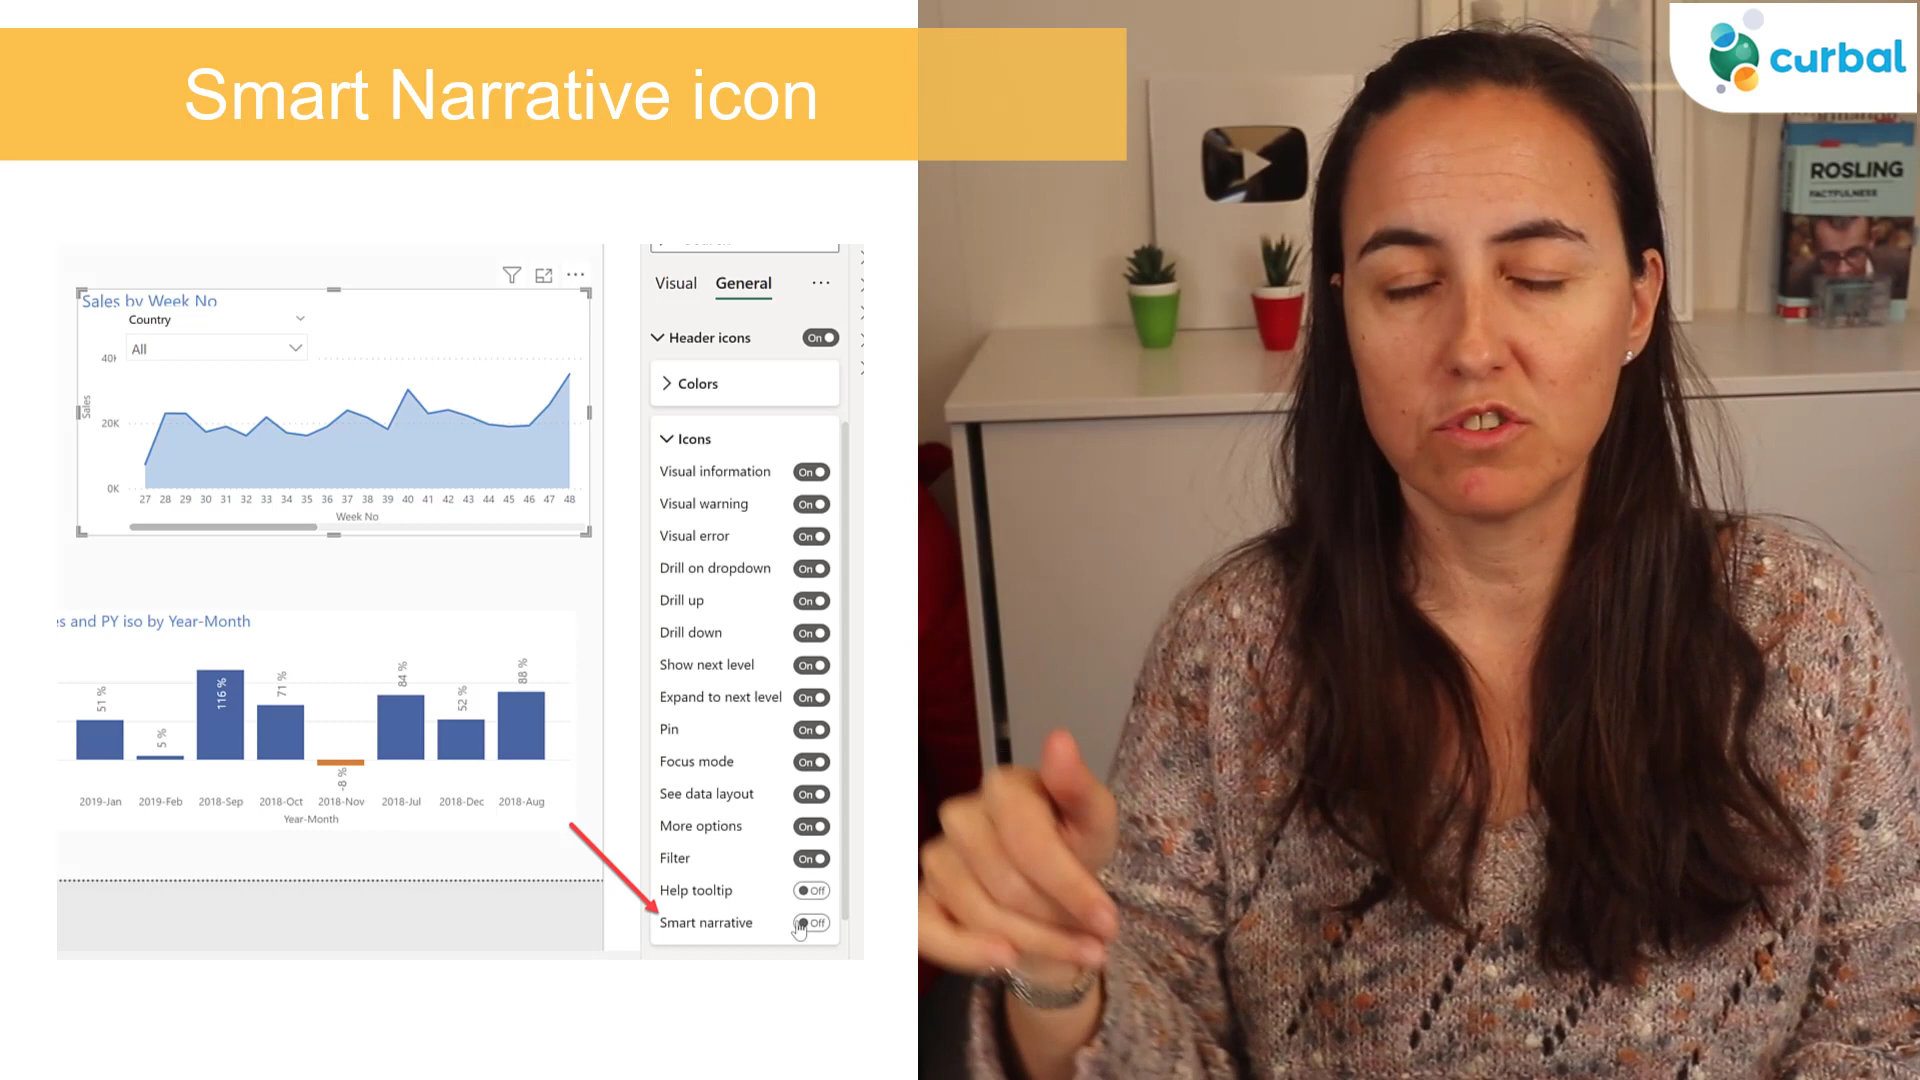 Smart Narrative icon
curbal
ROSLING
FACTFULNESS
Sales by Week No
Country
All
40k
20K
0K
Sales
27 28 29 30 31 32 33 34 35 36 37 38 39 40 41 42 43 44 45 46 47 48
Week No
es and PY iso by Year-Month
51 %
5 %
116 %
71 %
-8 %
84 %
52 %
88 %
2019-Jan 2019-Feb 2018-Sep 2018-Oct 2018-Nov 2018-Jul 2018-Dec 2018-Aug
Year-Month
Visual General
Header icons On
Colors
Icons
Visual information On
Visual warning On
Visual error On
Drill on dropdown On
Drill up On
Drill down On
Show next level On
Expand to next level On
Pin On
Focus mode On
See data layout On
More options On
Filter On
Help tooltip Off
Smart narrative Off